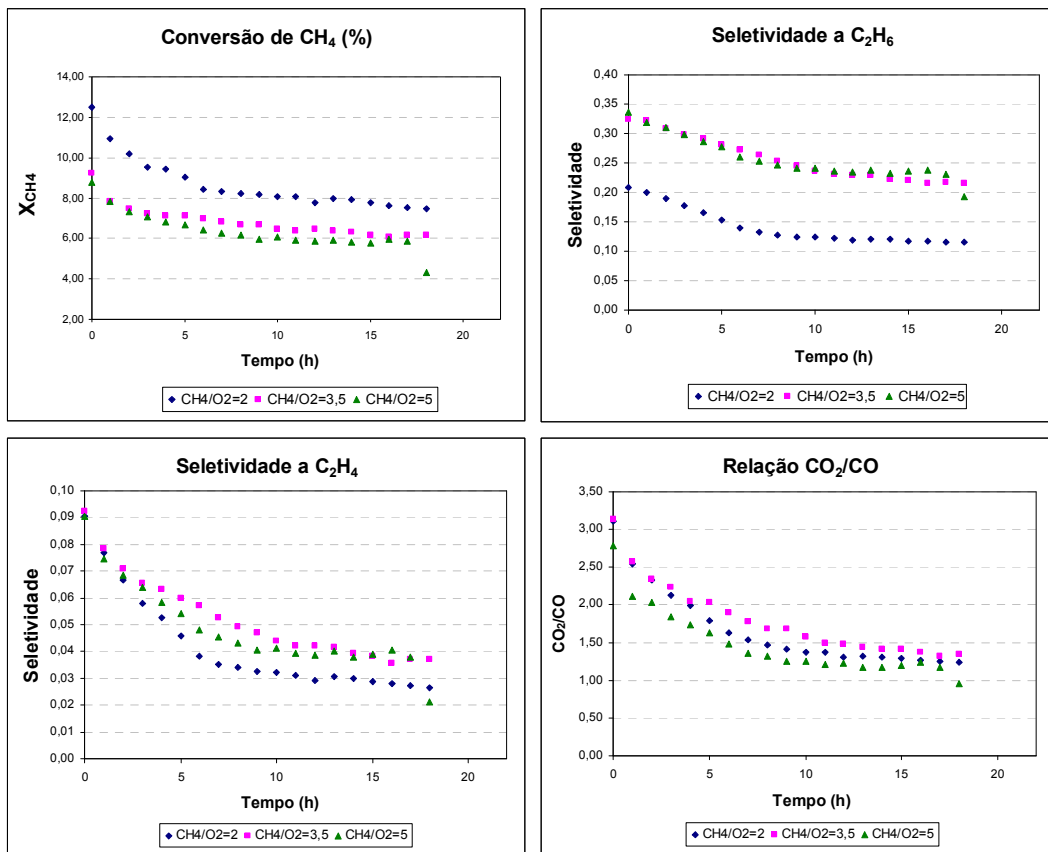 Conversão de CH₄ (%)
14,00
12,00
10,00
8,00
6,00
4,00
2,00
XCH4
0 5 10 15 20
Tempo (h)
CH4/O2=2 CH4/O2=3,5 CH4/O2=5
Seletividade a C₂H₆
0,40
0,35
0,30
0,25
0,20
0,15
0,10
0,05
0,00
Seletividade
0 5 10 15 20
Tempo (h)
CH4/O2=2 CH4/O2=3,5 CH4/O2=5
Seletividade a C₂H₄
0,10
0,09
0,08
0,07
0,06
0,05
0,04
0,03
0,02
0,01
0,00
Seletividade
0 5 10 15 20
Tempo (h)
CH4/O2=2 CH4/O2=3,5 CH4/O2=5
Relação CO₂/CO
3,50
3,00
2,50
2,00
1,50
1,00
0,50
0,00
CO₂/CO
0 5 10 15 20
Tempo (h)
CH4/O2=2 CH4/O2=3,5 CH4/O2=5